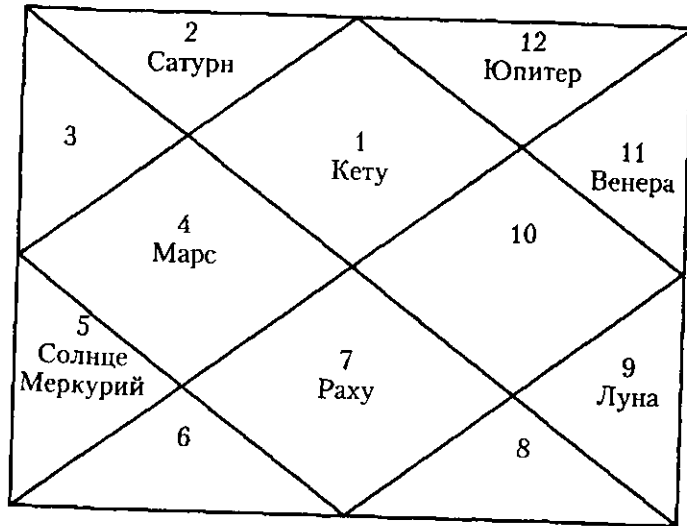 2
Сатурн
12
Юпитер
3
1
Кету
11
Венера
4
Марс
10
5
Солнце
Меркурий
7
Раху
9
Луна
6
8